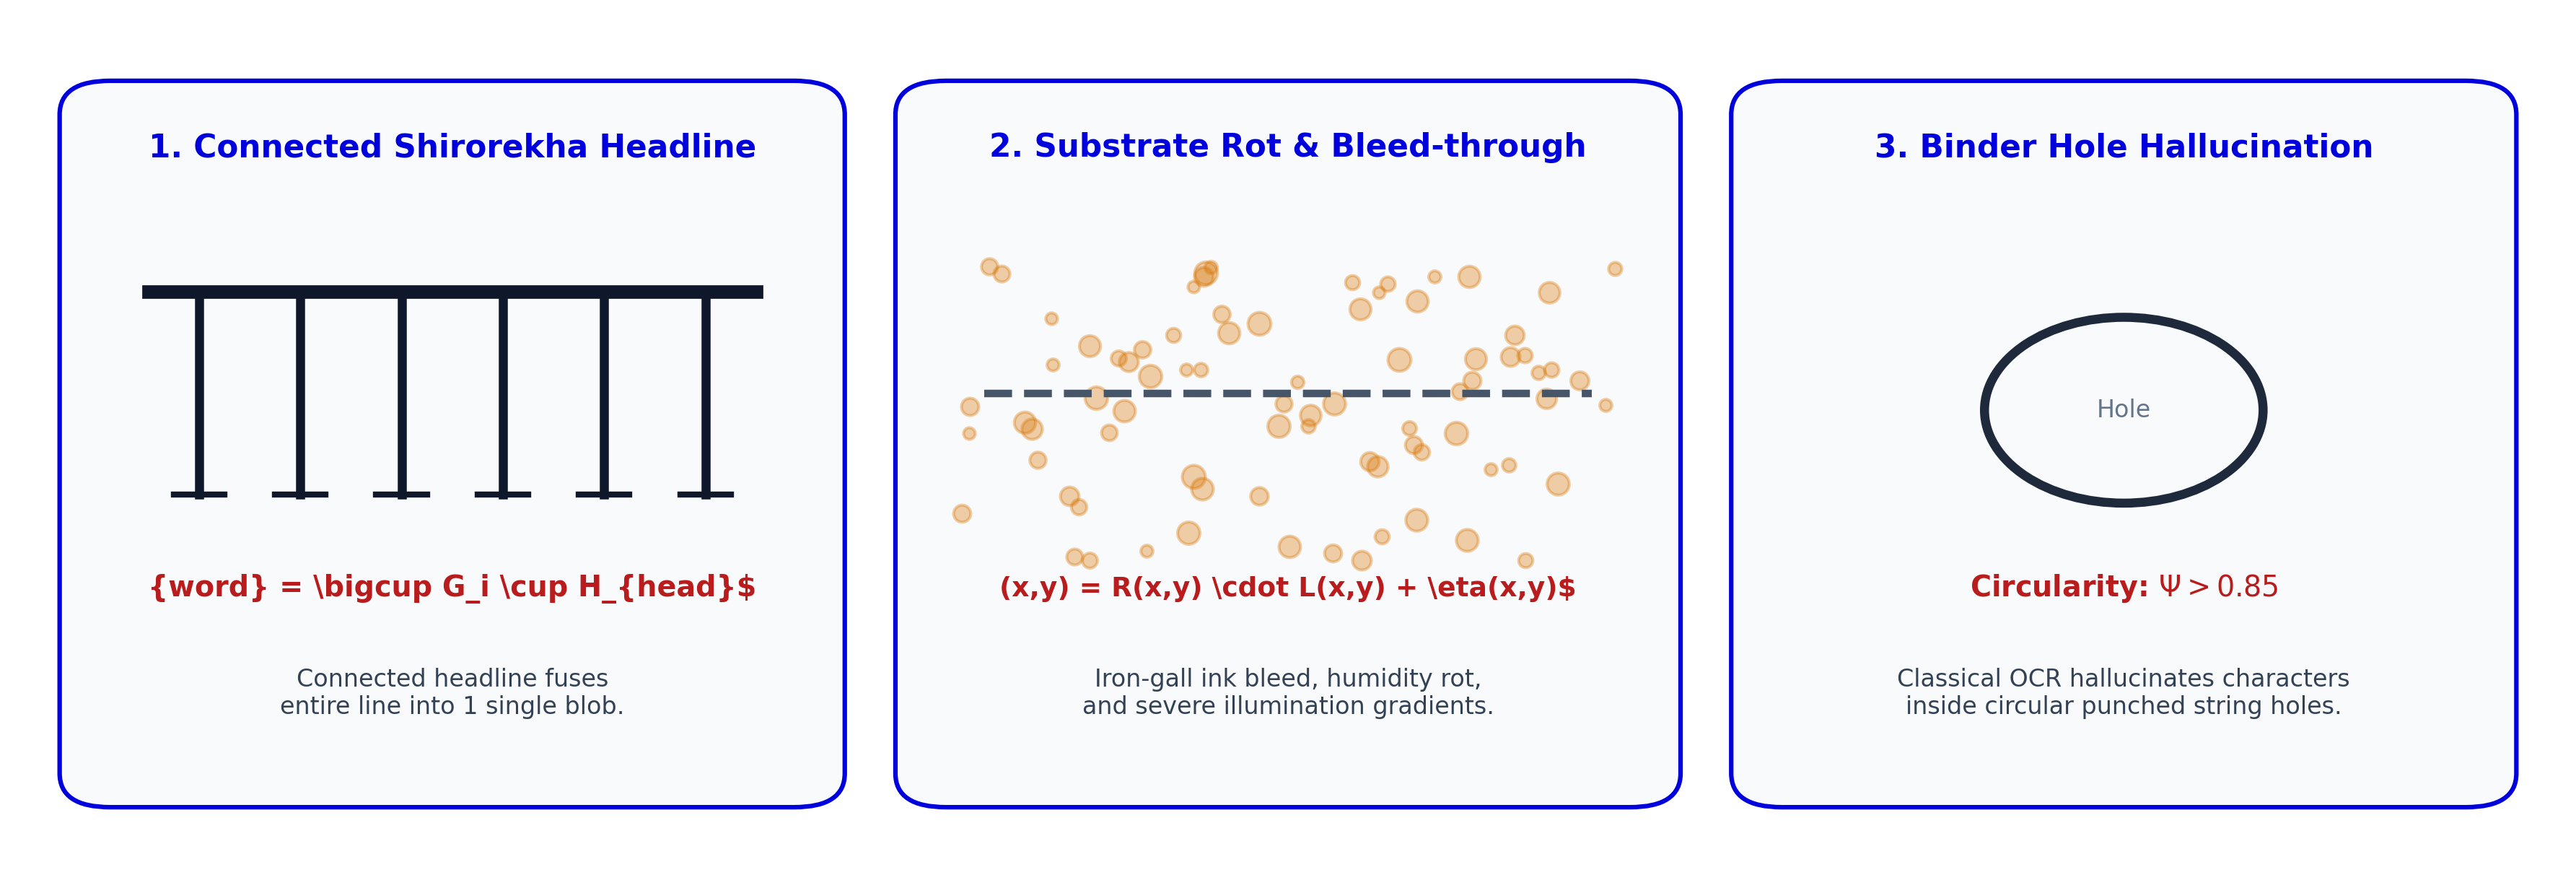 1. Connected Shirorekha Headline
{word} = \bigcup G_i \cup H_{head}$
Connected headline fuses
entire line into 1 single blob.
2. Substrate Rot & Bleed-through
(x,y) = R(x,y) \cdot L(x,y) + \eta(x,y)$
Iron-gall ink bleed, humidity rot,
and severe illumination gradients.
3. Binder Hole Hallucination
Hole
Circularity: Ψ > 0.85
Classical OCR hallucinates characters
inside circular punched string holes.